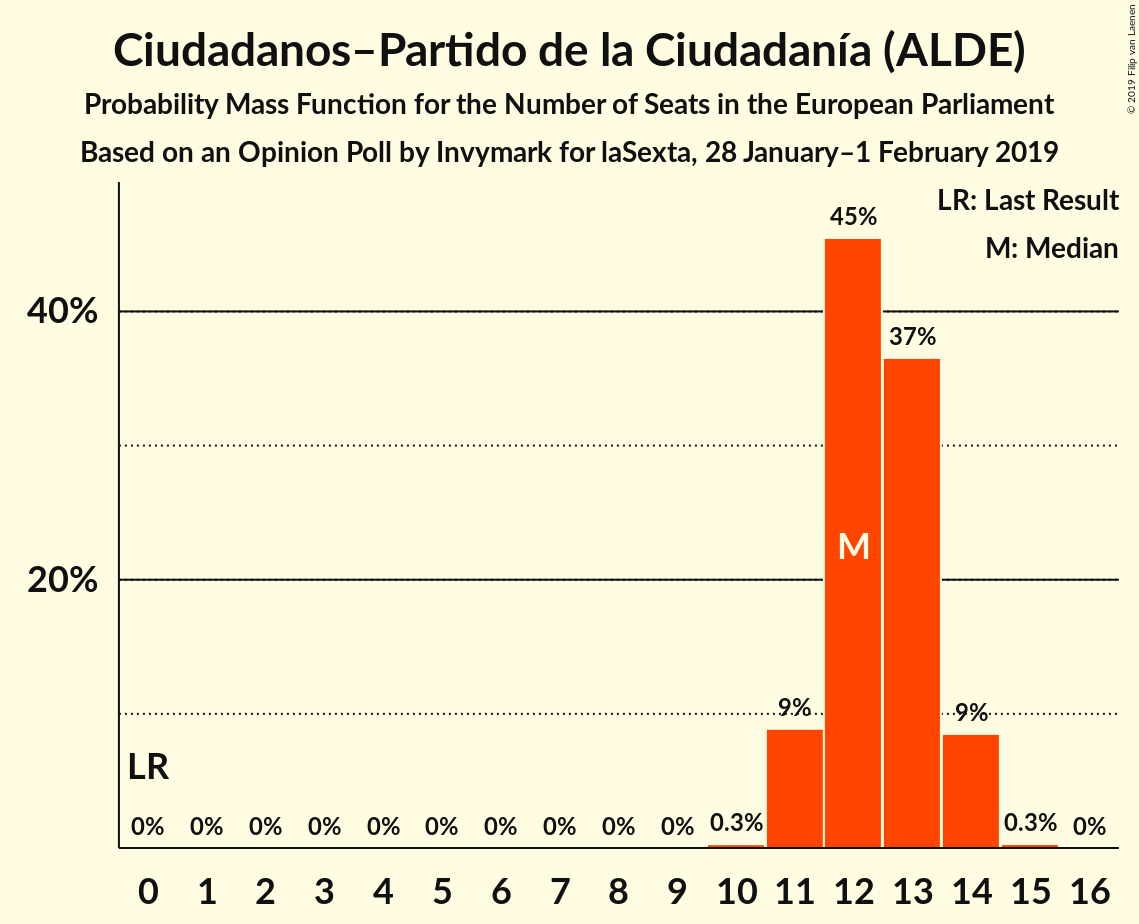 Ciudadanos–Partido de la Ciudadanía (ALDE)
Probability Mass Function for the Number of Seats in the European Parliament
Based on an Opinion Poll by Invymark for laSexta, 28 January–1 February 2019
© 2019 Filip van Laenen
LR: Last Result
M: Median
45%
40%
37%
M
20%
9%
9%
LR
0% 0% 0% 0% 0% 0% 0% 0% 0% 0% 0.3% 0.3% 0%
0 1 2 3 4 5 6 7 8 9 10 11 12 13 14 15 16